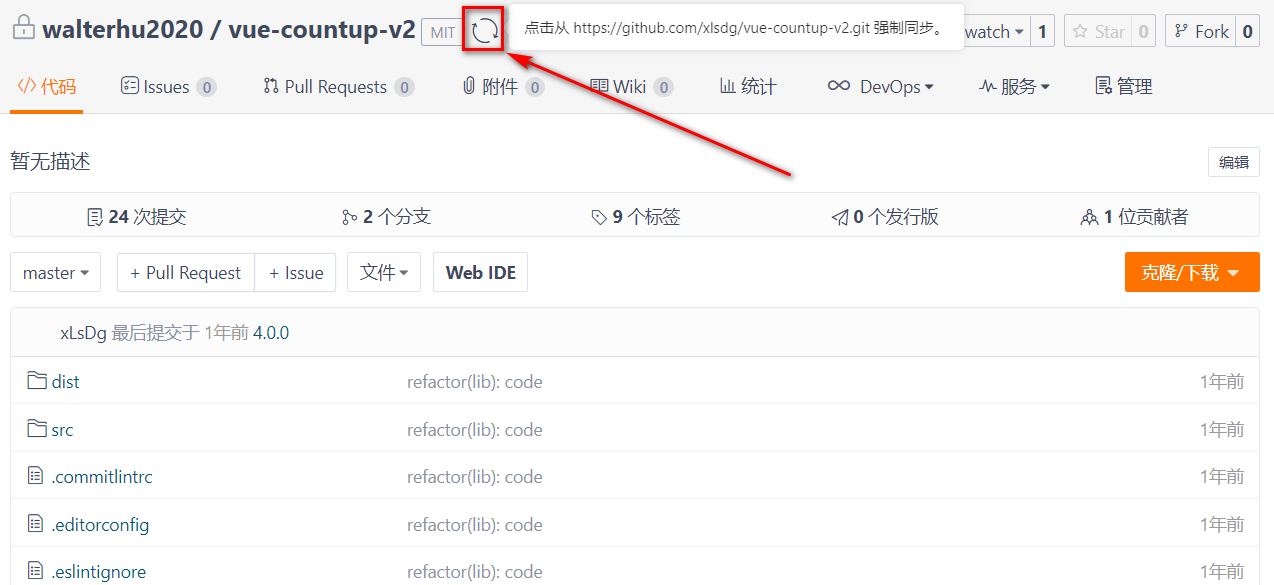 walterhu2020 / vue-countup-v2 MIT 点击从 https://github.com/xlsdg/vue-countup-v2.git 强制同步。 watch 1 Star 0 Fork 0
代码 Issues 0 Pull Requests 0 附件 0 Wiki 0 统计 DevOps 服务 管理
暂无描述 编辑
24 次提交 2 个分支 9 个标签 0 个发行版 1 位贡献者
master + Pull Request + Issue 文件 Web IDE 克隆/下载
xLsDg 最后提交于 1年前 4.0.0
dist refactor(lib): code 1年前
src refactor(lib): code 1年前
.commitlintrc refactor(lib): code 1年前
.editorconfig refactor(lib): code 1年前
.eslintignore refactor(lib): code 1年前